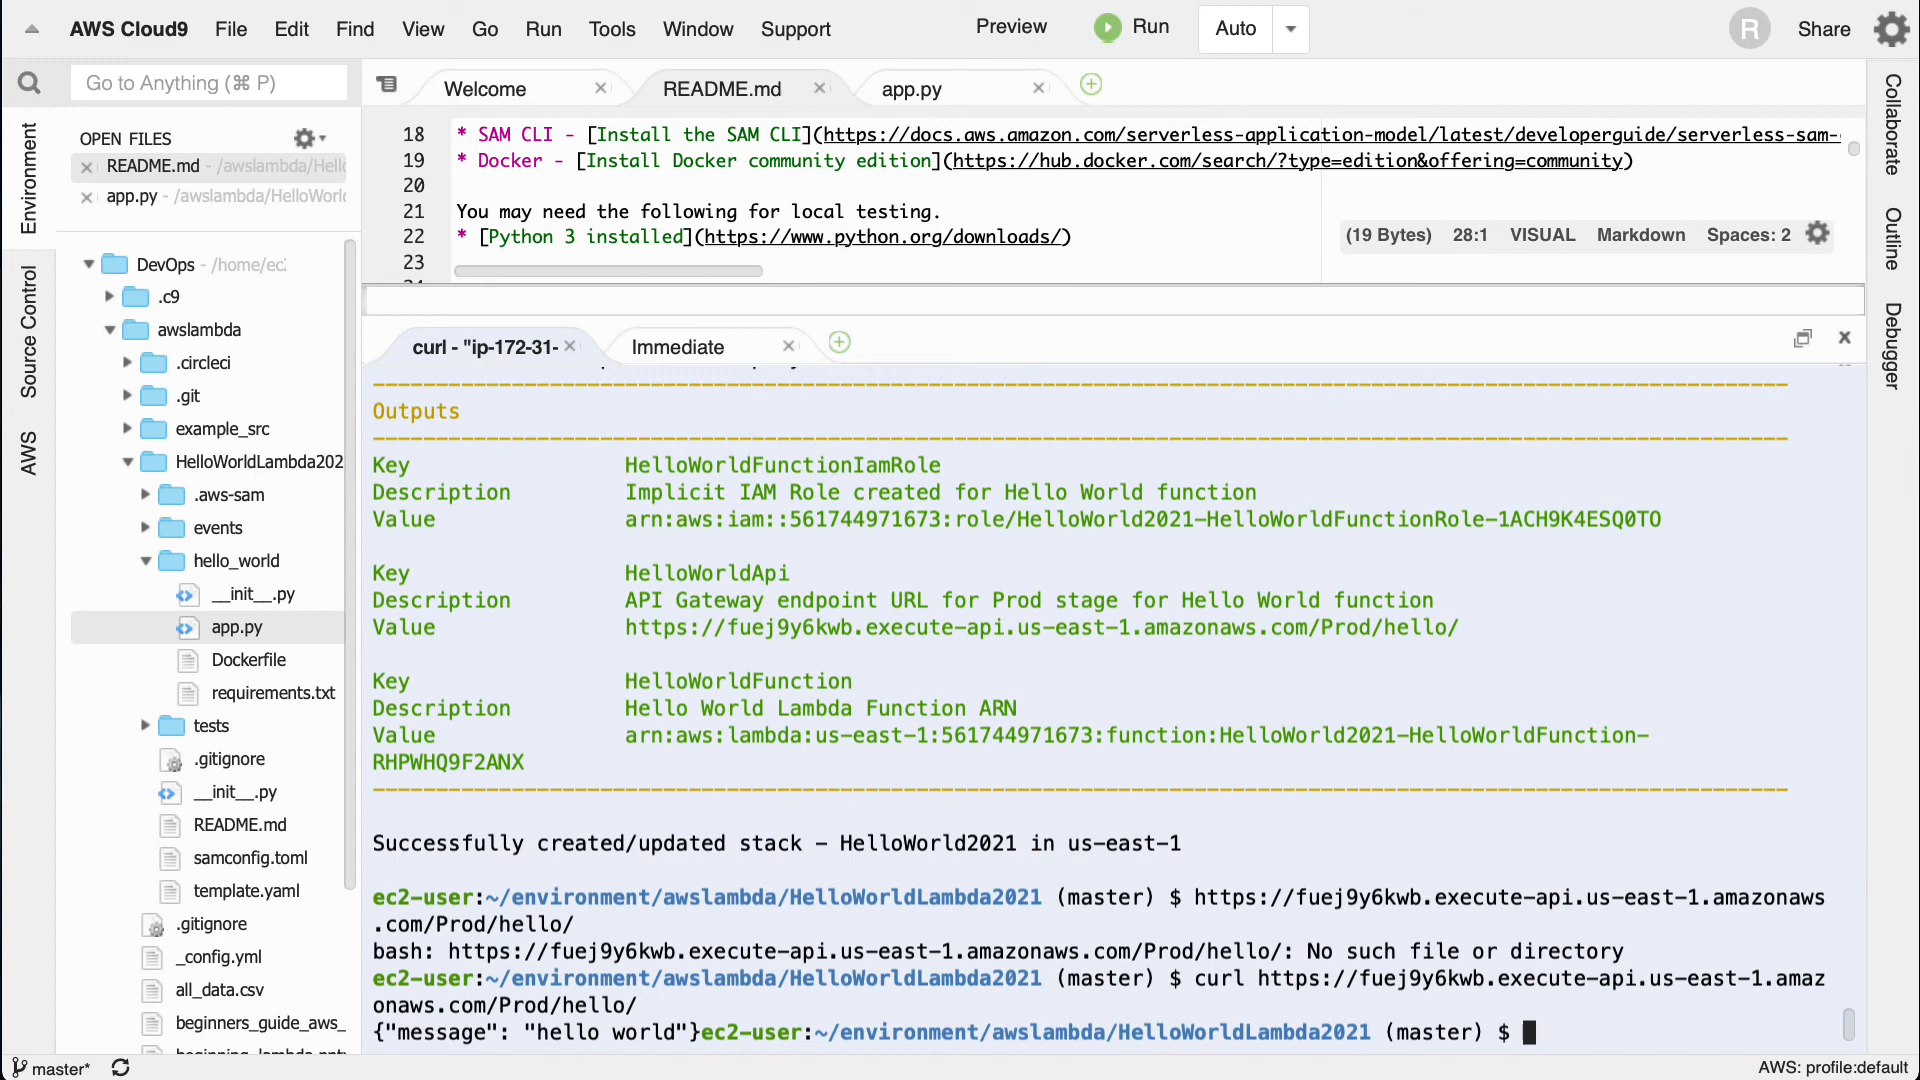 AWS Cloud9 File Edit Find View Go Run Tools Window Support Preview Run Auto R Share
Go to Anything (⌘ P)
Welcome README.md app.py
OPEN FILES
README.md - /awslambda/Hello
app.py - /awslambda/HelloWorld
Environment
Source Control
AWS
DevOps - /home/ec2
.c9
awslambda
.circleci
.git
example_src
HelloWorldLambda202
.aws-sam
events
hello_world
__init__.py
app.py
Dockerfile
requirements.txt
tests
.gitignore
__init__.py
README.md
samconfig.toml
template.yaml
.gitignore
_config.yml
all_data.csv
beginners_guide_aws_
18 * SAM CLI - [Install the SAM CLI](https://docs.aws.amazon.com/serverless-application-model/latest/developerguide/serverless-sam-
19 * Docker - [Install Docker community edition](https://hub.docker.com/search/?type=edition&offering=community)
20
21 You may need the following for local testing.
22 * [Python 3 installed](https://www.python.org/downloads/)
23
(19 Bytes) 28:1 VISUAL Markdown Spaces: 2
curl - "ip-172-31- Immediate
Outputs
Key HelloWorldFunctionIamRole
Description Implicit IAM Role created for Hello World function
Value arn:aws:iam::561744971673:role/HelloWorld2021-HelloWorldFunctionRole-1ACH9K4ESQ0TO
Key HelloWorldApi
Description API Gateway endpoint URL for Prod stage for Hello World function
Value https://fuej9y6kwb.execute-api.us-east-1.amazonaws.com/Prod/hello/
Key HelloWorldFunction
Description Hello World Lambda Function ARN
Value arn:aws:lambda:us-east-1:561744971673:function:HelloWorld2021-HelloWorldFunction-
RHPWHQ9F2ANX
Successfully created/updated stack - HelloWorld2021 in us-east-1
ec2-user:~/environment/awslambda/HelloWorldLambda2021 (master) $ https://fuej9y6kwb.execute-api.us-east-1.amazonaws
.com/Prod/hello/
bash: https://fuej9y6kwb.execute-api.us-east-1.amazonaws.com/Prod/hello/: No such file or directory
ec2-user:~/environment/awslambda/HelloWorldLambda2021 (master) $ curl https://fuej9y6kwb.execute-api.us-east-1.amaz
onaws.com/Prod/hello/
{"message": "hello world"}ec2-user:~/environment/awslambda/HelloWorldLambda2021 (master) $
Collaborate
Outline
Debugger
master*
AWS: profile:default